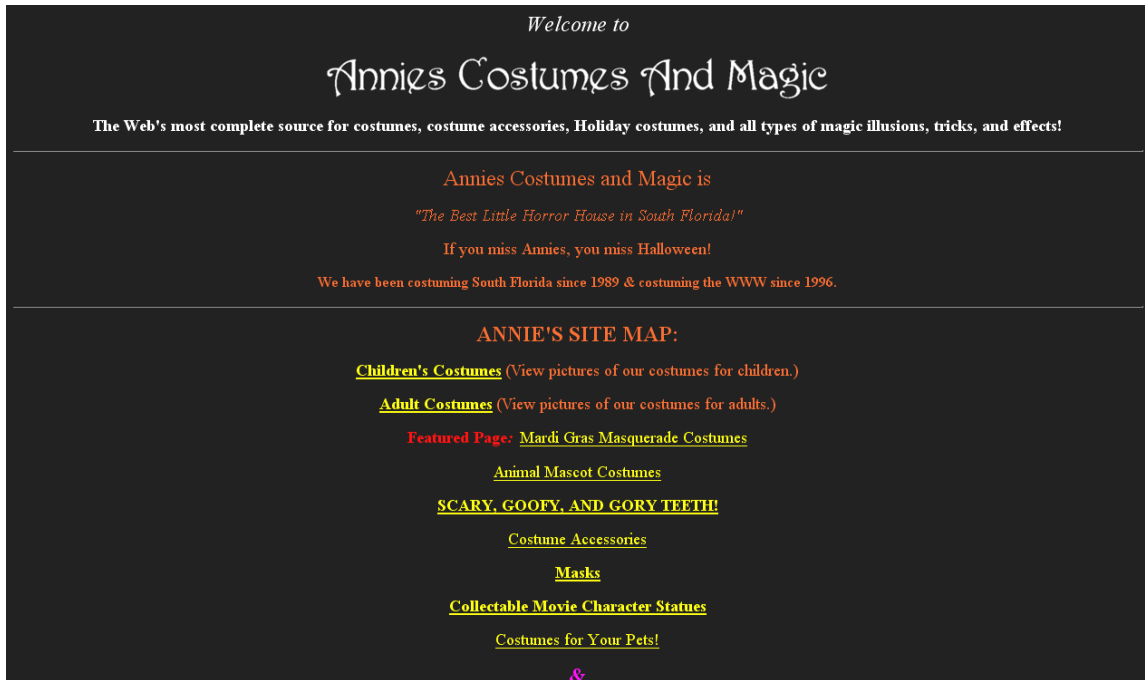 Welcome to
Annies Costumes And Magic
The Web's most complete source for costumes, costume accessories, Holiday costumes, and all types of magic illusions, tricks, and effects!
Annies Costumes and Magic is
"The Best Little Horror House in South Florida!"
If you miss Annies, you miss Halloween!
We have been costuming South Florida since 1989 & costuming the WWW since 1996.
ANNIE'S SITE MAP:
Children's Costumes (View pictures of our costumes for children.)
Adult Costumes (View pictures of our costumes for adults.)
Featured Page: Mardi Gras Masquerade Costumes
Animal Mascot Costumes
SCARY, GOOFY, AND GORY TEETH!
Costume Accessories
Masks
Collectable Movie Character Statues
Costumes for Your Pets!
&